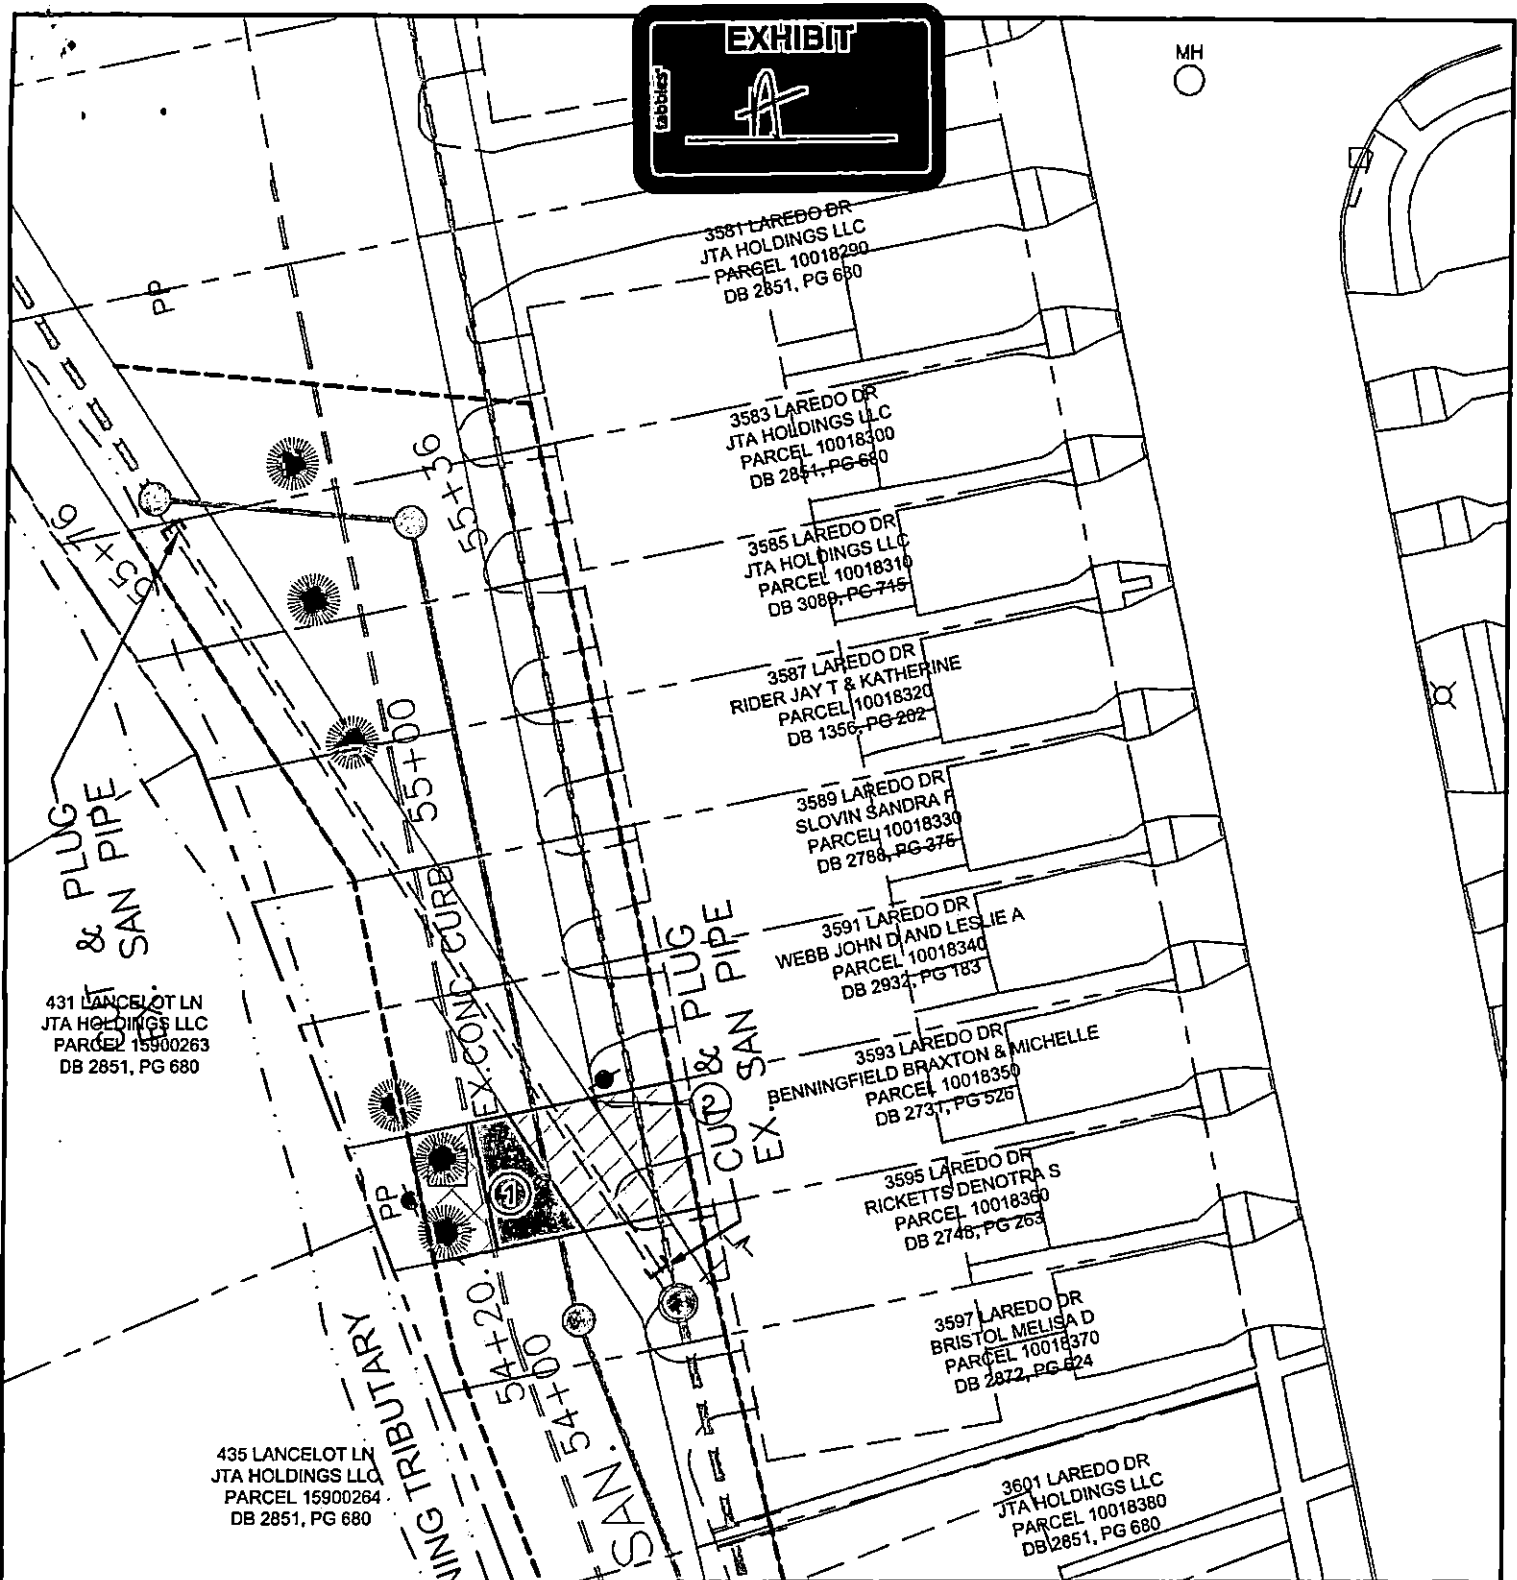 EXHIBIT
tabbies'
A
MH
3581 LAREDO DR
JTA HOLDINGS LLC
PARCEL 10018290
DB 2851, PG 680
PP
3583 LAREDO DR
JTA HOLDINGS LLC
PARCEL 10018300
DB 2851, PG 680
55+36
55+16
3585 LAREDO DR
JTA HOLDINGS LLC
PARCEL 10018310
DB 3089, PG 715
3587 LAREDO DR
RIDER JAY T & KATHERINE
PARCEL 10018320
DB 1356, PG 202
55+00
3589 LAREDO DR
SLOVIN SANDRA F
PARCEL 10018330
DB 2788, PG 375
CUT & PLUG
EX. SAN PIPE
EX. CONC CURB
3591 LAREDO DR
WEBB JOHN D AND LESLIE A
PARCEL 10018340
DB 2932, PG 183
431 LANCELOT LN
JTA HOLDINGS LLC
PARCEL 15900263
DB 2851, PG 680
CUT & PLUG
EX. SAN PIPE
3593 LAREDO DR
BENNINGFIELD BRAXTON & MICHELLE
PARCEL 10018350
DB 2731, PG 526
2
1
PP
3595 LAREDO DR
RICKETTS DENOTRA S
PARCEL 10018360
DB 2748, PG 263
54+20.
3597 LAREDO DR
BRISTOL MELISA D
PARCEL 10018370
DB 2872, PG 624
54+00
SAN.
NING TRIBUTARY
435 LANCELOT LN
JTA HOLDINGS LLC
PARCEL 15900264
DB 2851, PG 680
3601 LAREDO DR
JTA HOLDINGS LLC
PARCEL 10018380
DB 2851, PG 680